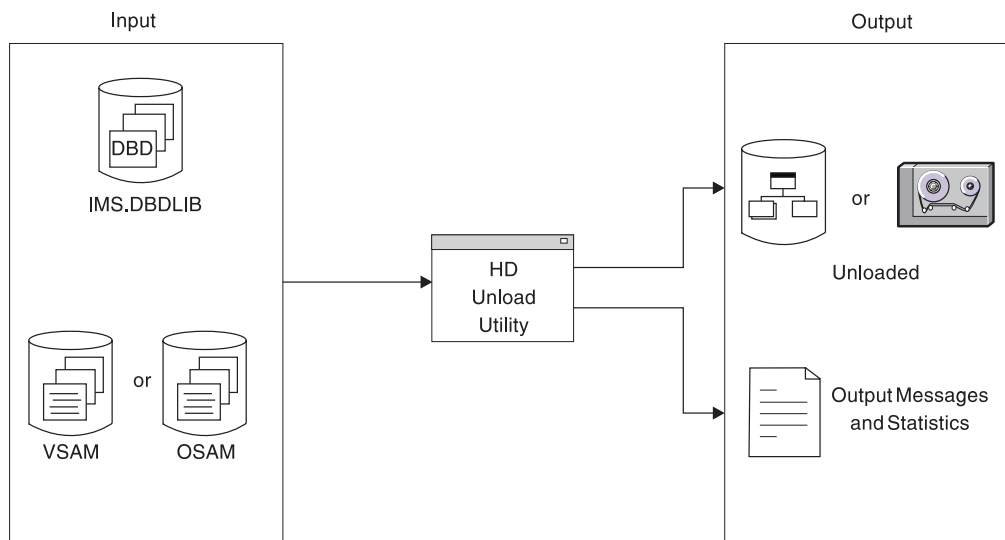 Input
Output
DBD
IMS.DBDLIB
or
Unloaded
HD
Unload
Utility
or
VSAM
OSAM
Output Messages
and Statistics